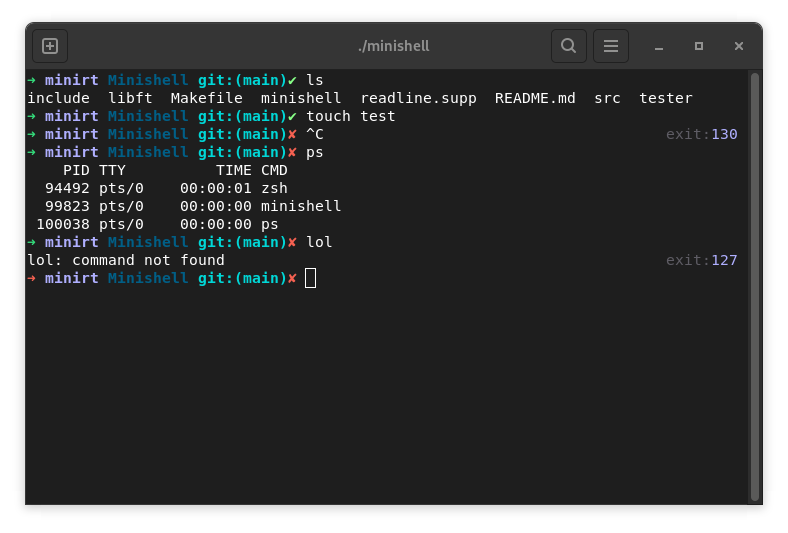 ./minishell
➜ minirt Minishell git:(main)✔ ls
include  libft  Makefile  minishell  readline.supp  README.md  src  tester
➜ minirt Minishell git:(main)✔ touch test
➜ minirt Minishell git:(main)✘ ^C exit:130
➜ minirt Minishell git:(main)✘ ps
    PID TTY          TIME CMD
  94492 pts/0    00:00:01 zsh
  99823 pts/0    00:00:00 minishell
 100038 pts/0    00:00:00 ps
➜ minirt Minishell git:(main)✘ lol
lol: command not found exit:127
➜ minirt Minishell git:(main)✘